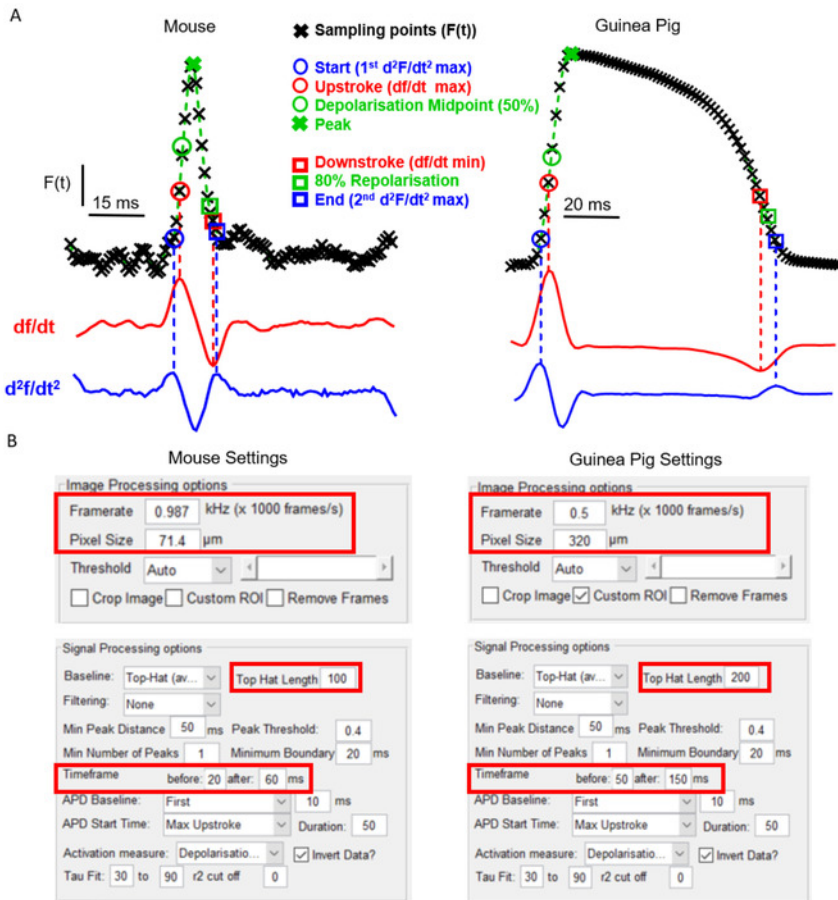 A
Mouse
Guinea Pig
Sampling points (F(t))
Start (1st d²F/dt² max)
Upstroke (df/dt max)
Depolarisation Midpoint (50%)
Peak
Downstroke (df/dt min)
80% Repolarisation
End (2nd d²F/dt² max)
F(t)
15 ms
20 ms
df/dt
d²f/dt²
B
Mouse Settings
Image Processing options
Framerate 0.987 kHz (x 1000 frames/s)
Pixel Size 71.4 µm
Threshold Auto
Crop Image Custom ROI Remove Frames
Signal Processing options
Baseline: Top-Hat (av... Top Hat Length 100
Filtering: None
Min Peak Distance 50 ms Peak Threshold: 0.4
Min Number of Peaks 1 Minimum Boundary 20 ms
Timeframe before: 20 after: 60 ms
APD Baseline: First 10 ms
APD Start Time: Max Upstroke Duration: 50
Activation measure: Depolarisatio... Invert Data?
Tau Fit: 30 to 90 r2 cut off 0
Guinea Pig Settings
Image Processing options
Framerate 0.5 kHz (x 1000 frames/s)
Pixel Size 320 µm
Threshold Auto
Crop Image Custom ROI Remove Frames
Signal Processing options
Baseline: Top-Hat (av... Top Hat Length 200
Filtering: None
Min Peak Distance 50 ms Peak Threshold: 0.4
Min Number of Peaks 1 Minimum Boundary 20 ms
Timeframe before: 50 after: 150 ms
APD Baseline: First 10 ms
APD Start Time: Max Upstroke Duration: 50
Activation measure: Depolarisatio... Invert Data?
Tau Fit: 30 to 90 r2 cut off 0